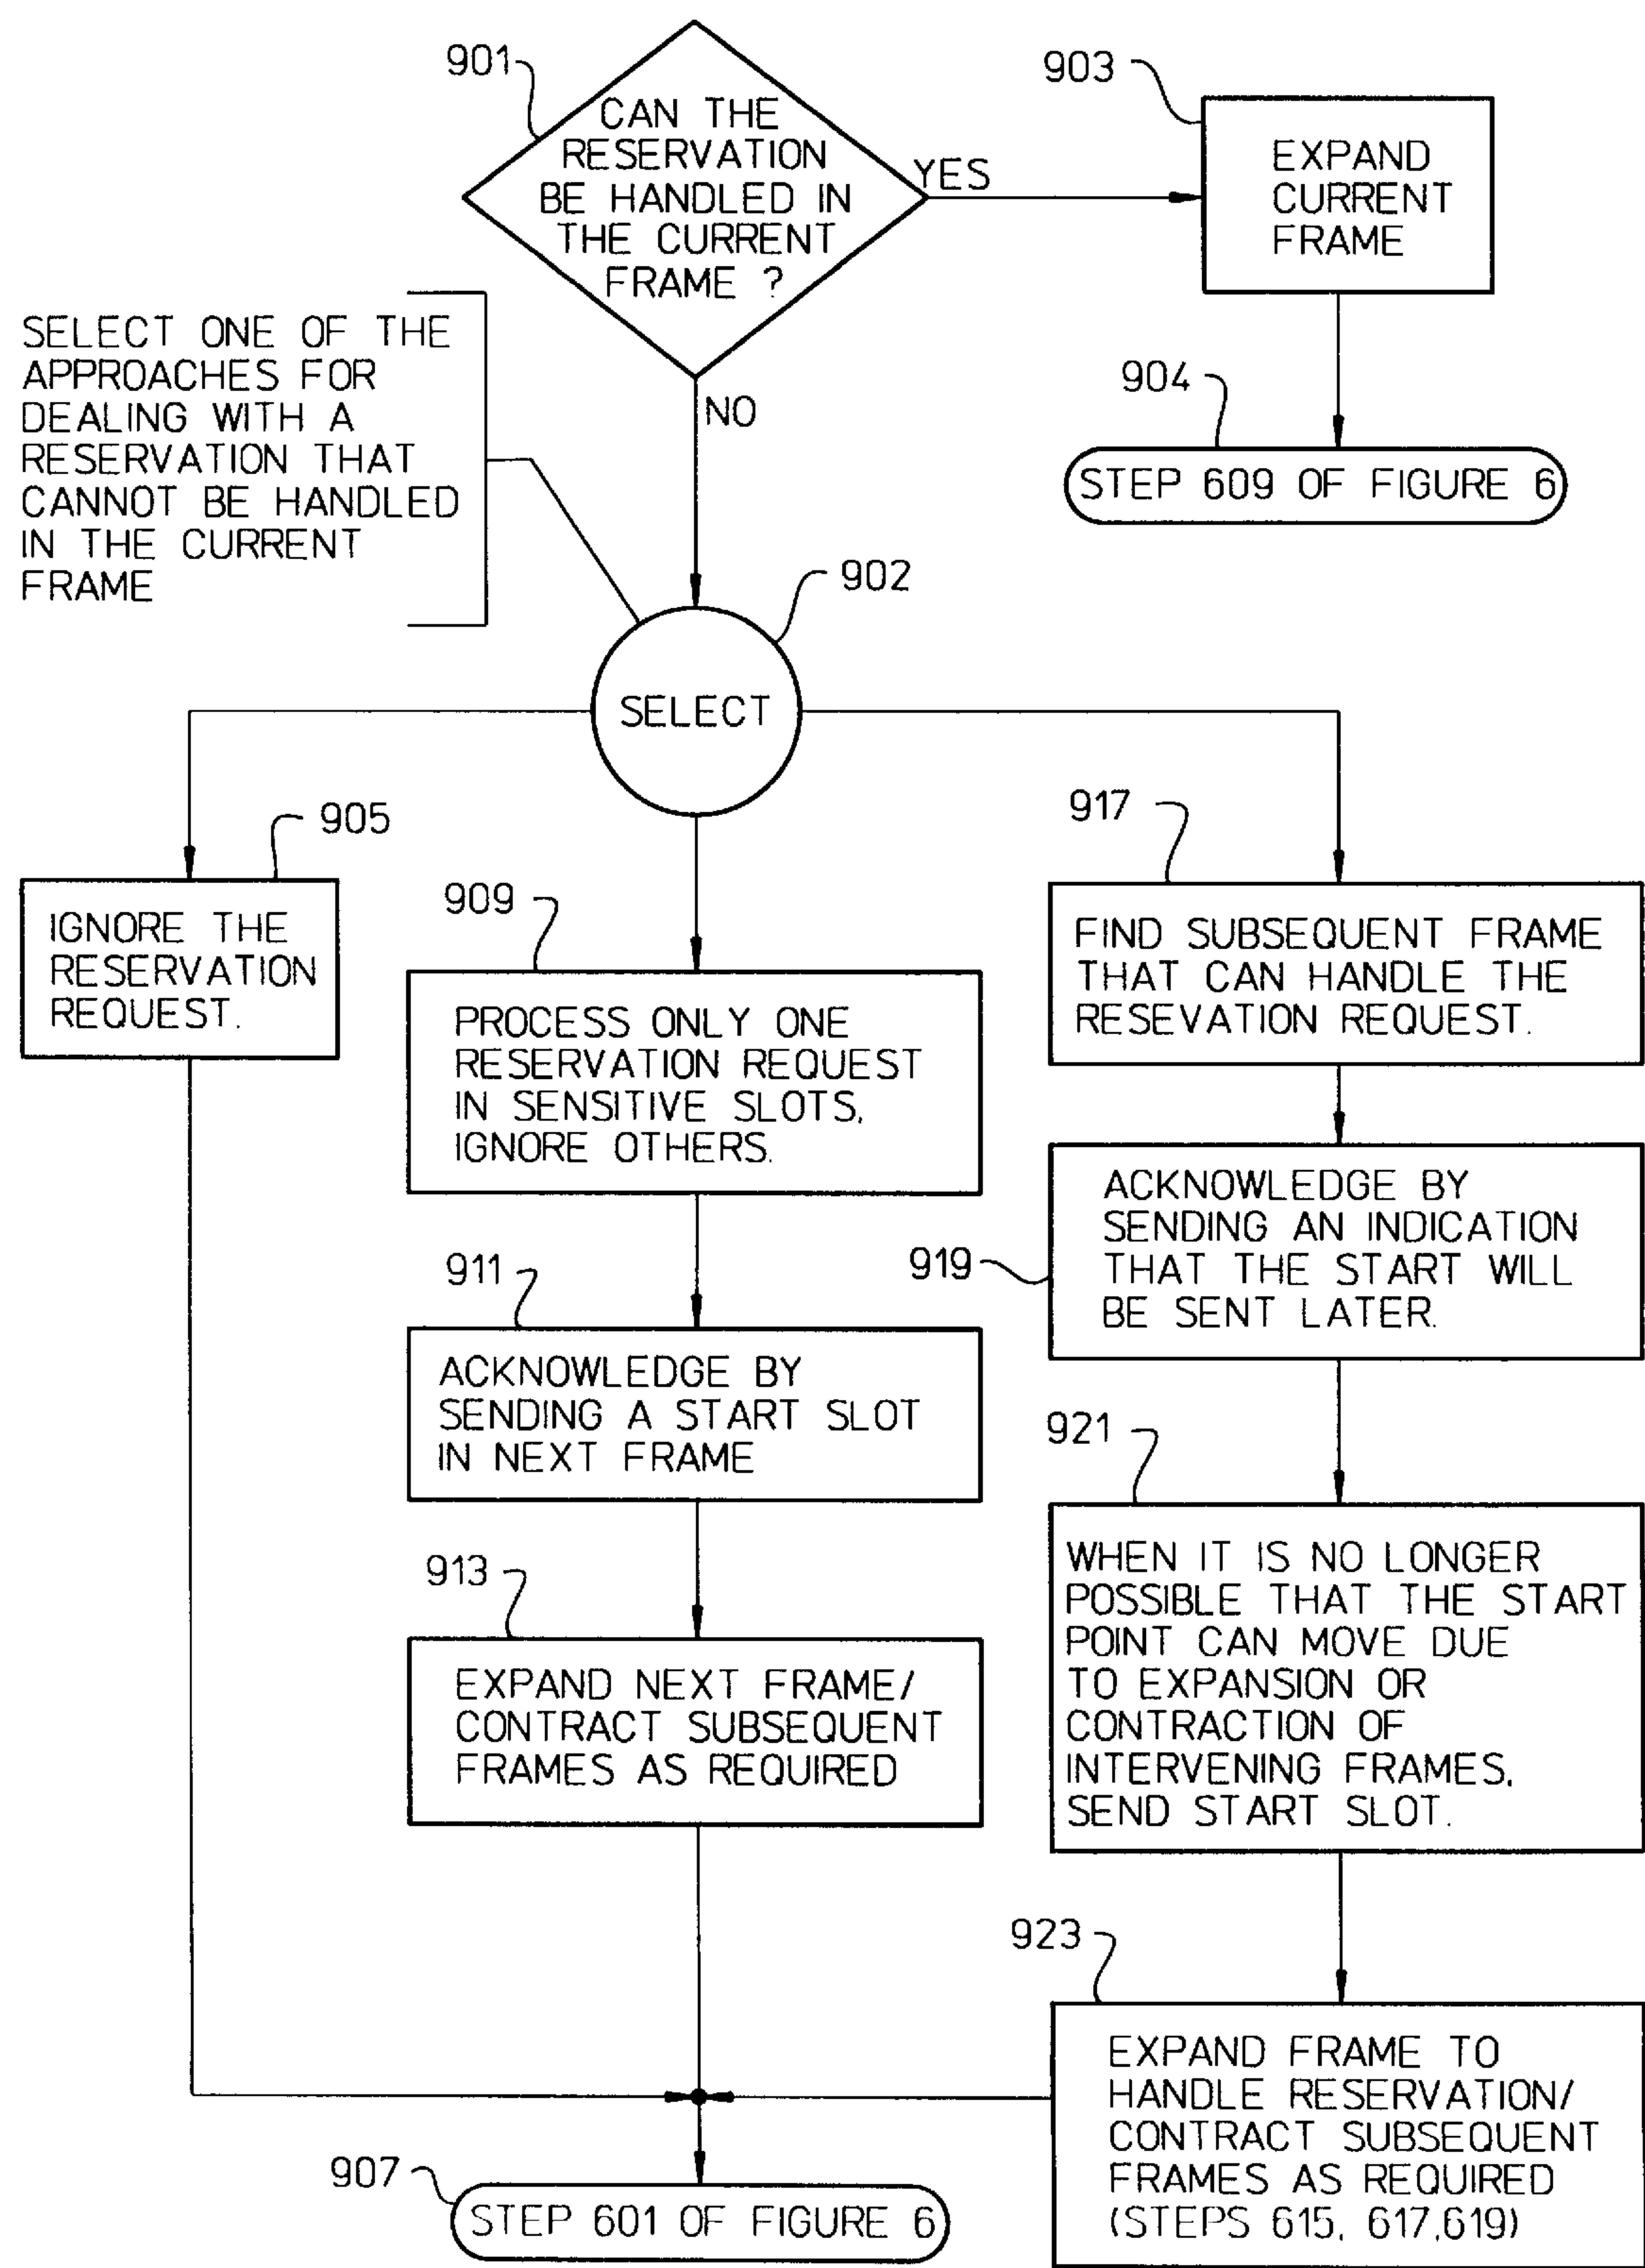 901
CAN THE
RESERVATION
BE HANDLED IN
THE CURRENT
FRAME ?
YES
903
EXPAND
CURRENT
FRAME
904
STEP 609 OF FIGURE 6
NO
SELECT ONE OF THE
APPROACHES FOR
DEALING WITH A
RESERVATION THAT
CANNOT BE HANDLED
IN THE CURRENT
FRAME
902
SELECT
905
IGNORE THE
RESERVATION
REQUEST.
909
PROCESS ONLY ONE
RESERVATION REQUEST
IN SENSITIVE SLOTS,
IGNORE OTHERS.
911
ACKNOWLEDGE BY
SENDING A START SLOT
IN NEXT FRAME
913
EXPAND NEXT FRAME/
CONTRACT SUBSEQUENT
FRAMES AS REQUIRED
917
FIND SUBSEQUENT FRAME
THAT CAN HANDLE THE
RESEVATION REQUEST.
919
ACKNOWLEDGE BY
SENDING AN INDICATION
THAT THE START WILL
BE SENT LATER.
921
WHEN IT IS NO LONGER
POSSIBLE THAT THE START
POINT CAN MOVE DUE
TO EXPANSION OR
CONTRACTION OF
INTERVENING FRAMES,
SEND START SLOT.
923
EXPAND FRAME TO
HANDLE RESERVATION/
CONTRACT SUBSEQUENT
FRAMES AS REQUIRED
(STEPS 615, 617,619)
907
STEP 601 OF FIGURE 6